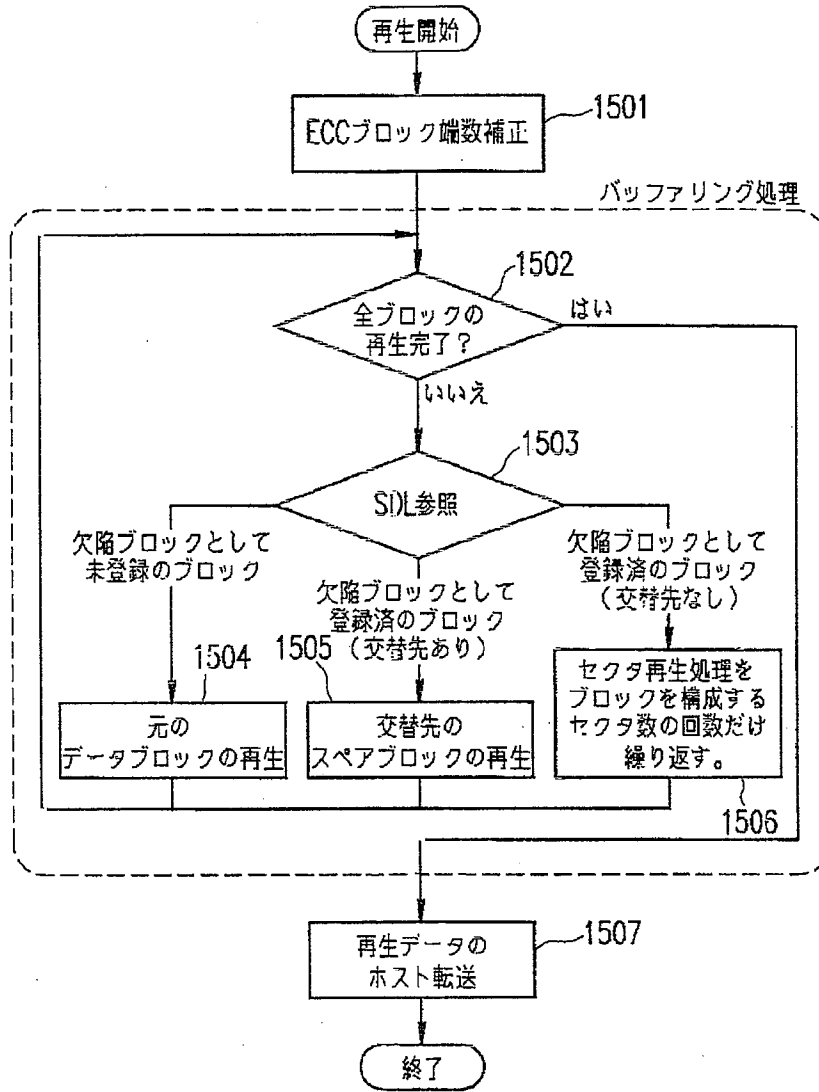 再生開始
1501
ECCブロック端数補正
バッファリング処理
1502
全ブロックの
再生完了?
はい
いいえ
1503
SDL参照
欠陥ブロックとして
未登録のブロック
欠陥ブロックとして
登録済のブロック
(交替先あり)
欠陥ブロックとして
登録済のブロック
(交替先なし)
1504
元の
データブロックの再生
1505
交替先の
スペアブロックの再生
セクタ再生処理を
ブロックを構成する
セクタ数の回数だけ
繰り返す。
1506
1507
再生データの
ホスト転送
終了